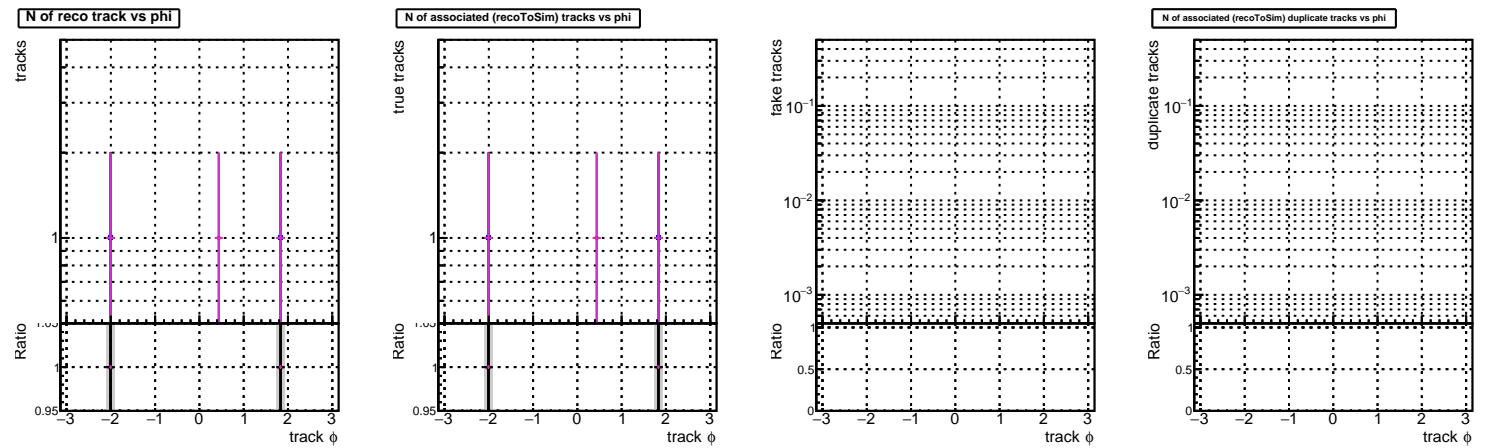 N of reco track vs phi
tracks
1
Ratio
1.05
1
0.95
−3 −2 −1 0 1 2 3
track ϕ
N of associated (recoToSim) tracks vs phi
true tracks
1
Ratio
1.05
1
0.95
−3 −2 −1 0 1 2 3
track ϕ
fake tracks
10−1
10−2
10−3
Ratio
1
0.5
0
−3 −2 −1 0 1 2 3
track ϕ
N of associated (recoToSim) duplicate tracks vs phi
duplicate tracks
10−1
10−2
10−3
Ratio
1
0.5
0
−3 −2 −1 0 1 2 3
track ϕ